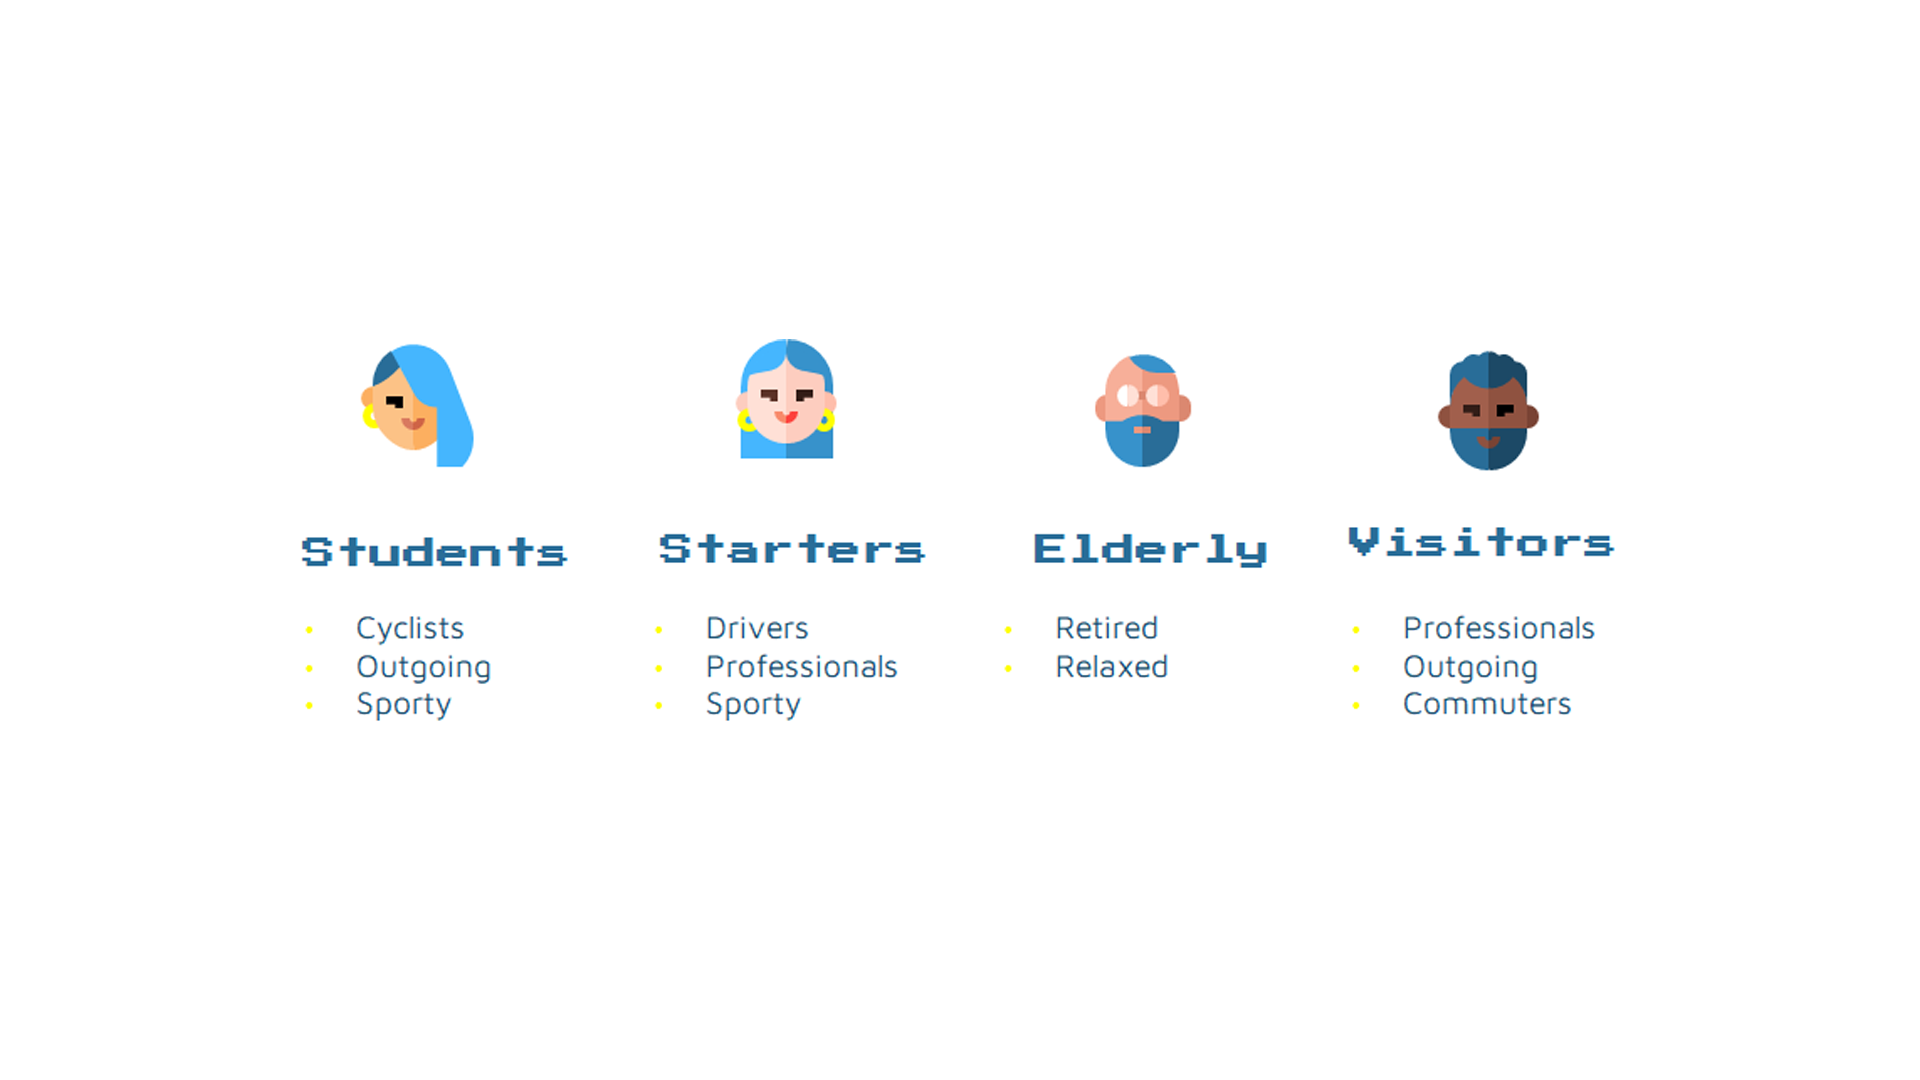 Students
• Cyclists
• Outgoing
• Sporty
Starters
• Drivers
• Professionals
• Sporty
Elderly
• Retired
• Relaxed
Visitors
• Professionals
• Outgoing
• Commuters